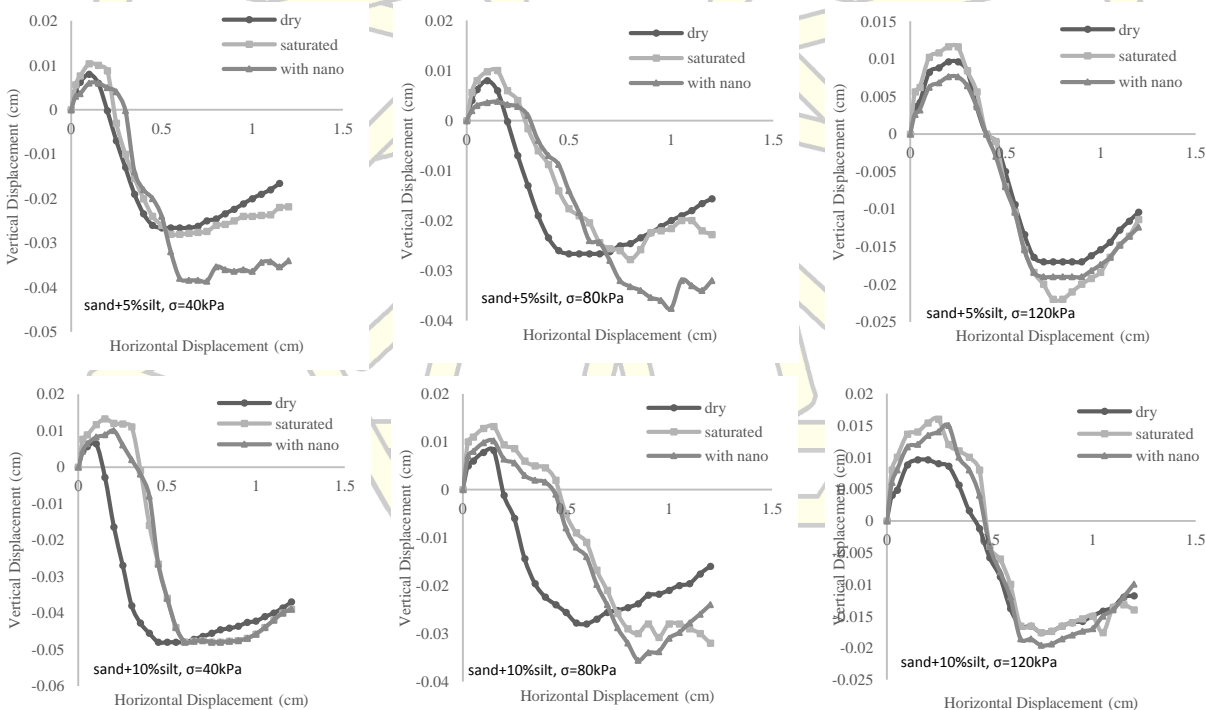 0.02
0.01
0
-0.01
-0.02
-0.03
-0.04
-0.05
0
0.5
1
1.5
Vertical Displacement (cm)
Horizontal Displacement (cm)
dry
saturated
with nano
sand+5%silt, σ=40kPa
0.02
0.01
0
-0.01
-0.02
-0.03
-0.04
0
0.5
1
1.5
Vertical Displacement (cm)
Horizontal Displacement (cm)
dry
saturated
with nano
sand+5%silt, σ=80kPa
0.015
0.01
0.005
0
-0.005
-0.01
-0.015
-0.02
-0.025
0
0.5
1
1.5
Vertical Displacement (cm)
Horizontal Displacement (cm)
dry
saturated
with nano
sand+5%silt, σ=120kPa
0.02
0.01
0
-0.01
-0.02
-0.03
-0.04
-0.05
-0.06
0
0.5
1
1.5
Vertical Displacement (cm)
Horizontal Displacement (cm)
dry
saturated
with nano
sand+10%silt, σ=40kPa
0.02
0.01
0
-0.01
-0.02
-0.03
-0.04
0
0.5
1
1.5
Vertical Displacement (cm)
Horizontal Displacement (cm)
dry
saturated
with nano
sand+10%silt, σ=80kPa
0.02
0.015
0.01
0.005
0
-0.005
-0.01
-0.015
-0.02
-0.025
0
0.5
1
1.5
Vertical Displacement (cm)
Horizontal Displacement (cm)
dry
saturated
with nano
sand+10%silt, σ=120kPa